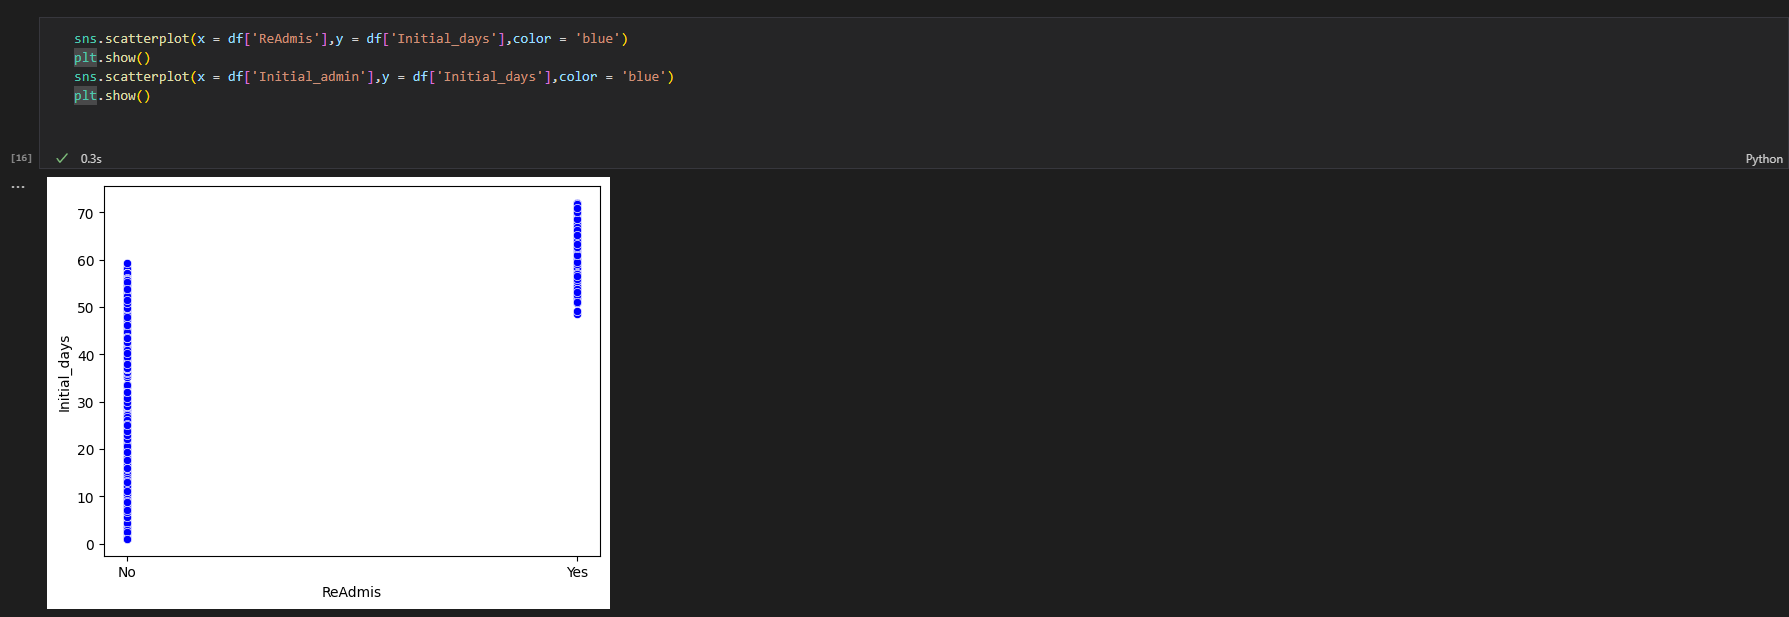 sns.scatterplot(x = df['ReAdmis'],y = df['Initial_days'],color = 'blue')
plt.show()
sns.scatterplot(x = df['Initial_admin'],y = df['Initial_days'],color = 'blue')
plt.show()
[16]
0.3s
Python
...
70
60
50
40
30
20
10
0
Initial_days
No
Yes
ReAdmis